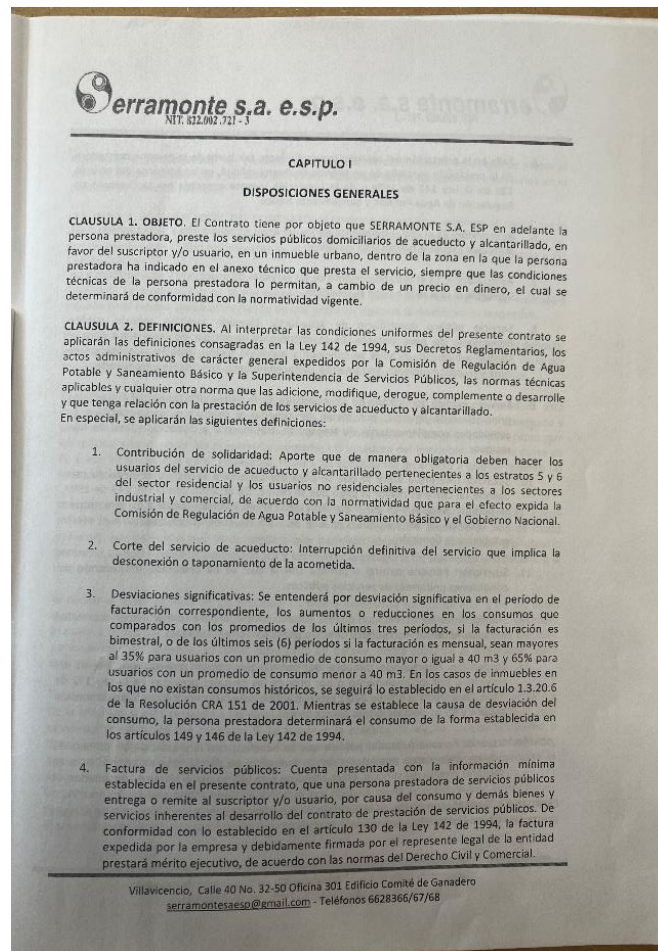 Serramonte s.a. e.s.p.
NIT. 822.002.721 - 3
CAPITULO I
DISPOSICIONES GENERALES
CLAUSULA 1. OBJETO. El Contrato tiene por objeto que SERRAMONTE S.A. ESP en adelante la
persona prestadora, preste los servicios públicos domiciliarios de acueducto y alcantarillado, en
favor del suscriptor y/o usuario, en un inmueble urbano, dentro de la zona en la que la persona
prestadora ha indicado en el anexo técnico que presta el servicio, siempre que las condiciones
técnicas de la persona prestadora lo permitan, a cambio de un precio en dinero, el cual se
determinará de conformidad con la normatividad vigente.
CLAUSULA 2. DEFINICIONES. Al interpretar las condiciones uniformes del presente contrato se
aplicarán las definiciones consagradas en la Ley 142 de 1994, sus Decretos Reglamentarios, los
actos administrativos de carácter general expedidos por la Comisión de Regulación de Agua
Potable y Saneamiento Básico y la Superintendencia de Servicios Públicos, las normas técnicas
aplicables y cualquier otra norma que las adicione, modifique, derogue, complemente o desarrolle
y que tenga relación con la prestación de los servicios de acueducto y alcantarillado.
En especial, se aplicarán las siguientes definiciones:
1. Contribución de solidaridad: Aporte que de manera obligatoria deben hacer los
usuarios del servicio de acueducto y alcantarillado pertenecientes a los estratos 5 y 6
del sector residencial y los usuarios no residenciales pertenecientes a los sectores
industrial y comercial, de acuerdo con la normatividad que para el efecto expida la
Comisión de Regulación de Agua Potable y Saneamiento Básico y el Gobierno Nacional.
2. Corte del servicio de acueducto: Interrupción definitiva del servicio que implica la
desconexión o taponamiento de la acometida.
3. Desviaciones significativas: Se entenderá por desviación significativa en el período de
facturación correspondiente, los aumentos o reducciones en los consumos que
comparados con los promedios de los últimos tres períodos, si la facturación es
bimestral, o de los últimos seis (6) períodos si la facturación es mensual, sean mayores
al 35% para usuarios con un promedio de consumo mayor o igual a 40 m3 y 65% para
usuarios con un promedio de consumo menor a 40 m3. En los casos de inmuebles en
los que no existan consumos históricos, se seguirá lo establecido en el artículo 1.3.20.6
de la Resolución CRA 151 de 2001. Mientras se establece la causa de desviación del
consumo, la persona prestadora determinará el consumo de la forma establecida en
los artículos 149 y 146 de la Ley 142 de 1994.
4. Factura de servicios públicos: Cuenta presentada con la información mínima
establecida en el presente contrato, que una persona prestadora de servicios públicos
entrega o remite al suscriptor y/o usuario, por causa del consumo y demás bienes y
servicios inherentes al desarrollo del contrato de prestación de servicios públicos. De
conformidad con lo establecido en el artículo 130 de la Ley 142 de 1994, la factura
expedida por la empresa y debidamente firmada por el represente legal de la entidad
prestará mérito ejecutivo, de acuerdo con las normas del Derecho Civil y Comercial.
Villavicencio, Calle 40 No. 32-50 Oficina 301 Edificio Comité de Ganadero
serramontesaesp@gmail.com - Teléfonos 6628366/67/68